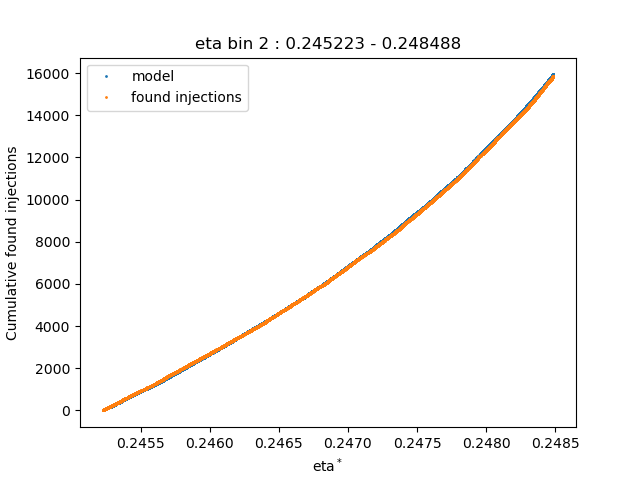 eta bin 2 : 0.245223 - 0.248488
model
found injections
16000
14000
12000
10000
8000
6000
4000
2000
0
Cumulative found injections
0.2455 0.2460 0.2465 0.2470 0.2475 0.2480 0.2485
eta*